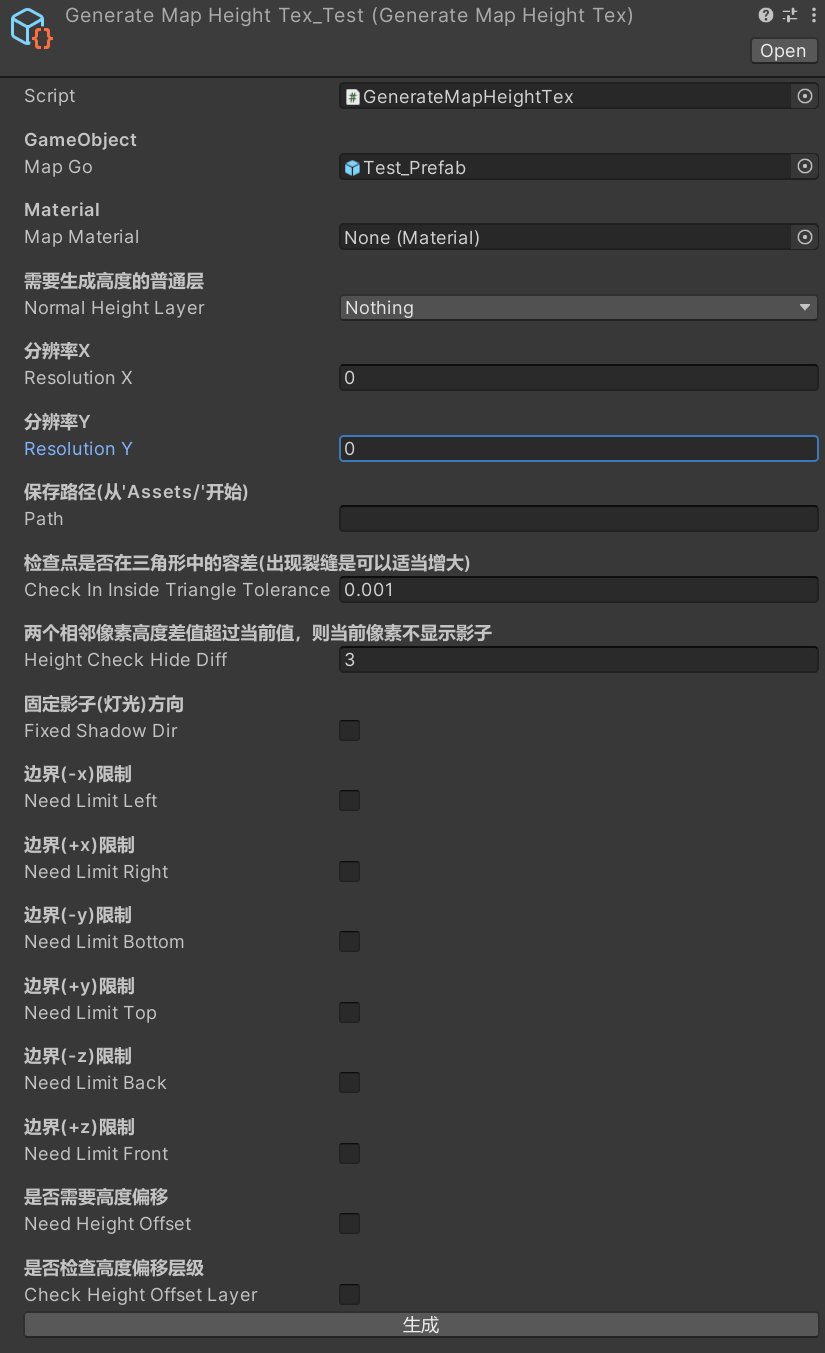 Generate Map Height Tex_Test (Generate Map Height Tex)
Open
Script GenerateMapHeightTex
GameObject
Map Go Test_Prefab
Material
Map Material None (Material)
需要生成高度的普通层
Normal Height Layer Nothing
分辨率X
Resolution X 0
分辨率Y
Resolution Y 0
保存路径(从'Assets/'开始)
Path
检查点是否在三角形中的容差(出现裂缝是可以适当增大)
Check In Inside Triangle Tolerance 0.001
两个相邻像素高度差值超过当前值，则当前像素不显示影子
Height Check Hide Diff 3
固定影子(灯光)方向
Fixed Shadow Dir
边界(-x)限制
Need Limit Left
边界(+x)限制
Need Limit Right
边界(-y)限制
Need Limit Bottom
边界(+y)限制
Need Limit Top
边界(-z)限制
Need Limit Back
边界(+z)限制
Need Limit Front
是否需要高度偏移
Need Height Offset
是否检查高度偏移层级
Check Height Offset Layer
生成